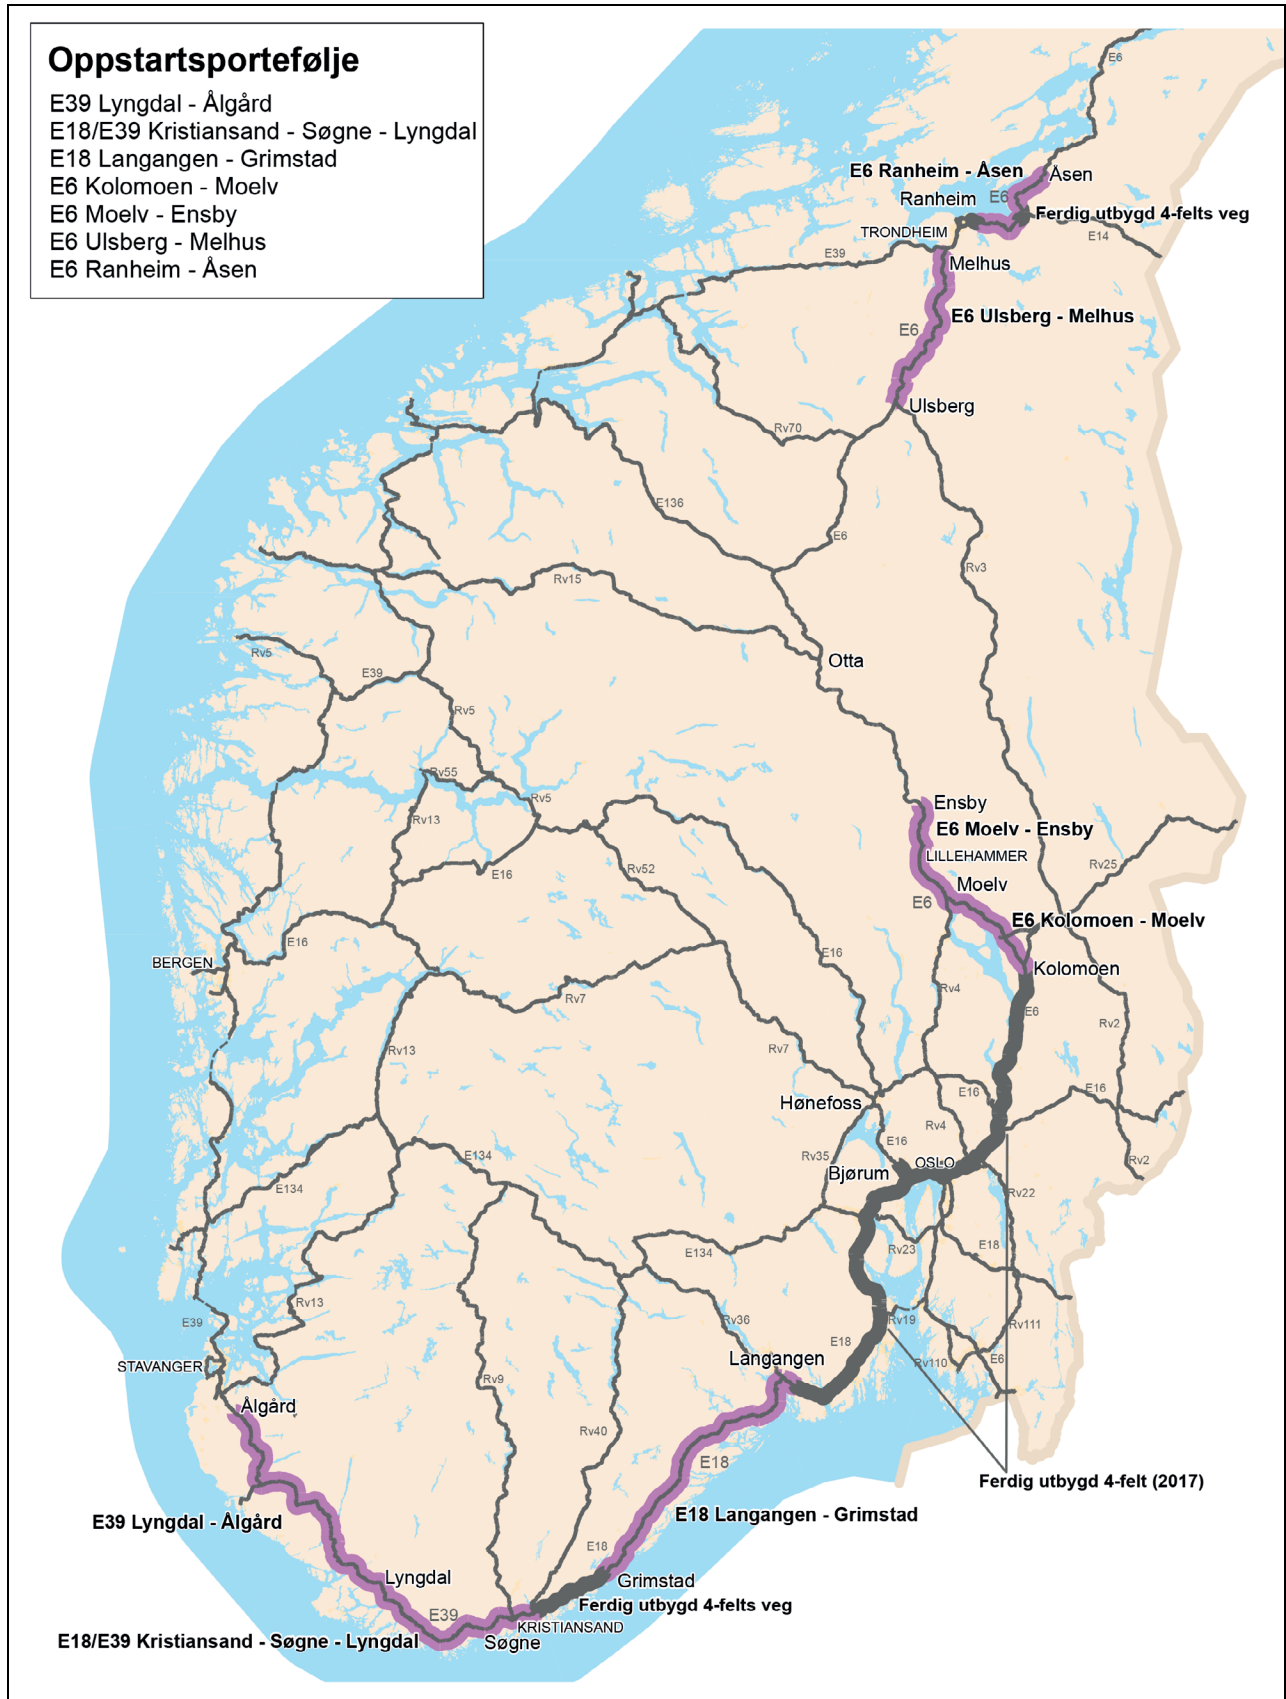 Oppstartsportefølje
E39 Lyngdal - Ålgård
E18/E39 Kristiansand - Søgne - Lyngdal
E18 Langangen - Grimstad
E6 Kolomoen - Moelv
E6 Moelv - Ensby
E6 Ulsberg - Melhus
E6 Ranheim - Åsen
E6
E6 Ranheim - Åsen
Åsen
Ranheim
E6
Ferdig utbygd 4-felts veg
TRONDHEIM
E14
E39
Melhus
E6 Ulsberg - Melhus
E6
Ulsberg
Rv70
E136
E6
Rv3
Rv15
Rv5
Otta
E39
Rv5
Rv55
Rv5
Ensby
Rv13
E6 Moelv - Ensby
LILLEHAMMER
Rv25
Rv52
E16
Moelv
E6
E6 Kolomoen - Moelv
E16
E16
BERGEN
Kolomoen
Rv4
Rv7
E6
Rv2
Rv13
Rv7
E16
E16
Hønefoss
Rv4
E16
Rv35
E134
OSLO
Rv2
Bjørum
E134
Rv22
E18
Rv23
E134
Rv13
E39
Rv36
Rv19
Rv111
E18
Langangen
Rv110
E6
STAVANGER
Rv9
Ålgård
Rv40
E18
Ferdig utbygd 4-felt (2017)
E18 Langangen - Grimstad
E39 Lyngdal - Ålgård
E18
Lyngdal
Grimstad
Ferdig utbygd 4-felts veg
E39
KRISTIANSAND
E18/E39 Kristiansand - Søgne - Lyngdal
Søgne